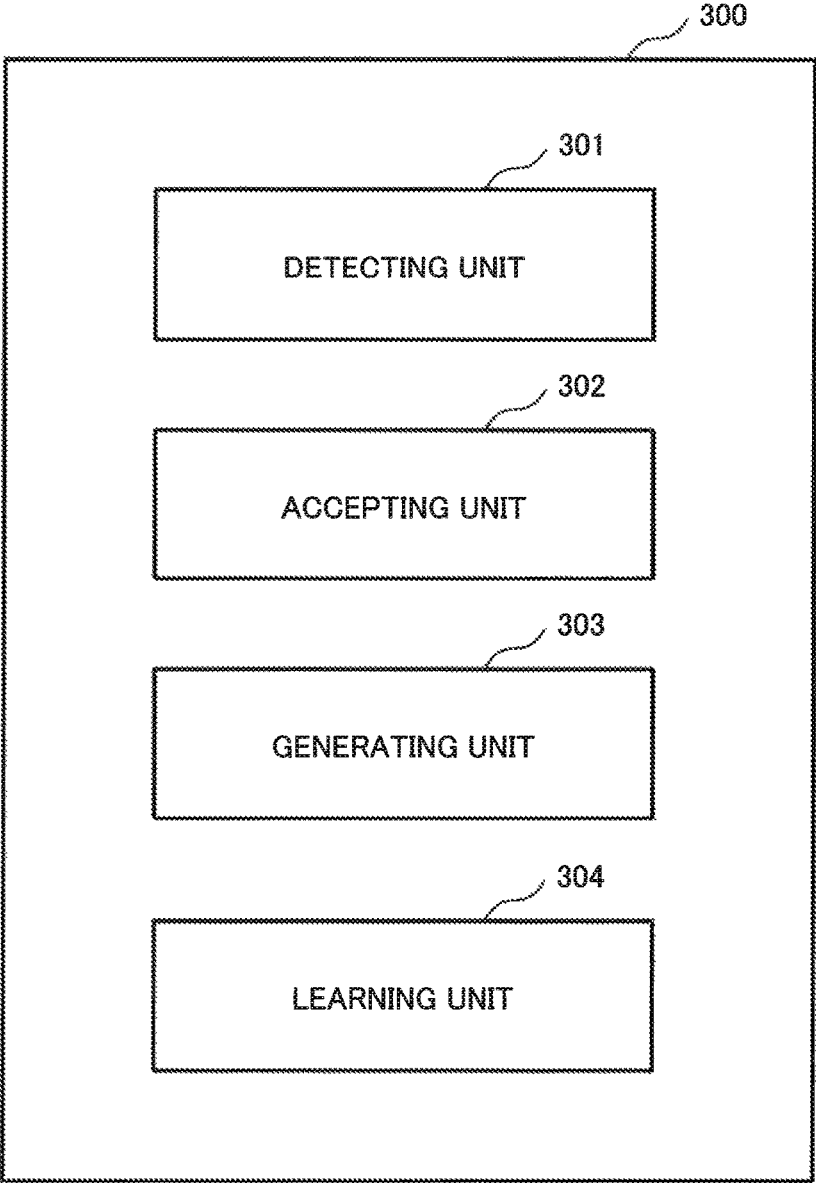 300
301
DETECTING UNIT
302
ACCEPTING UNIT
303
GENERATING UNIT
304
LEARNING UNIT